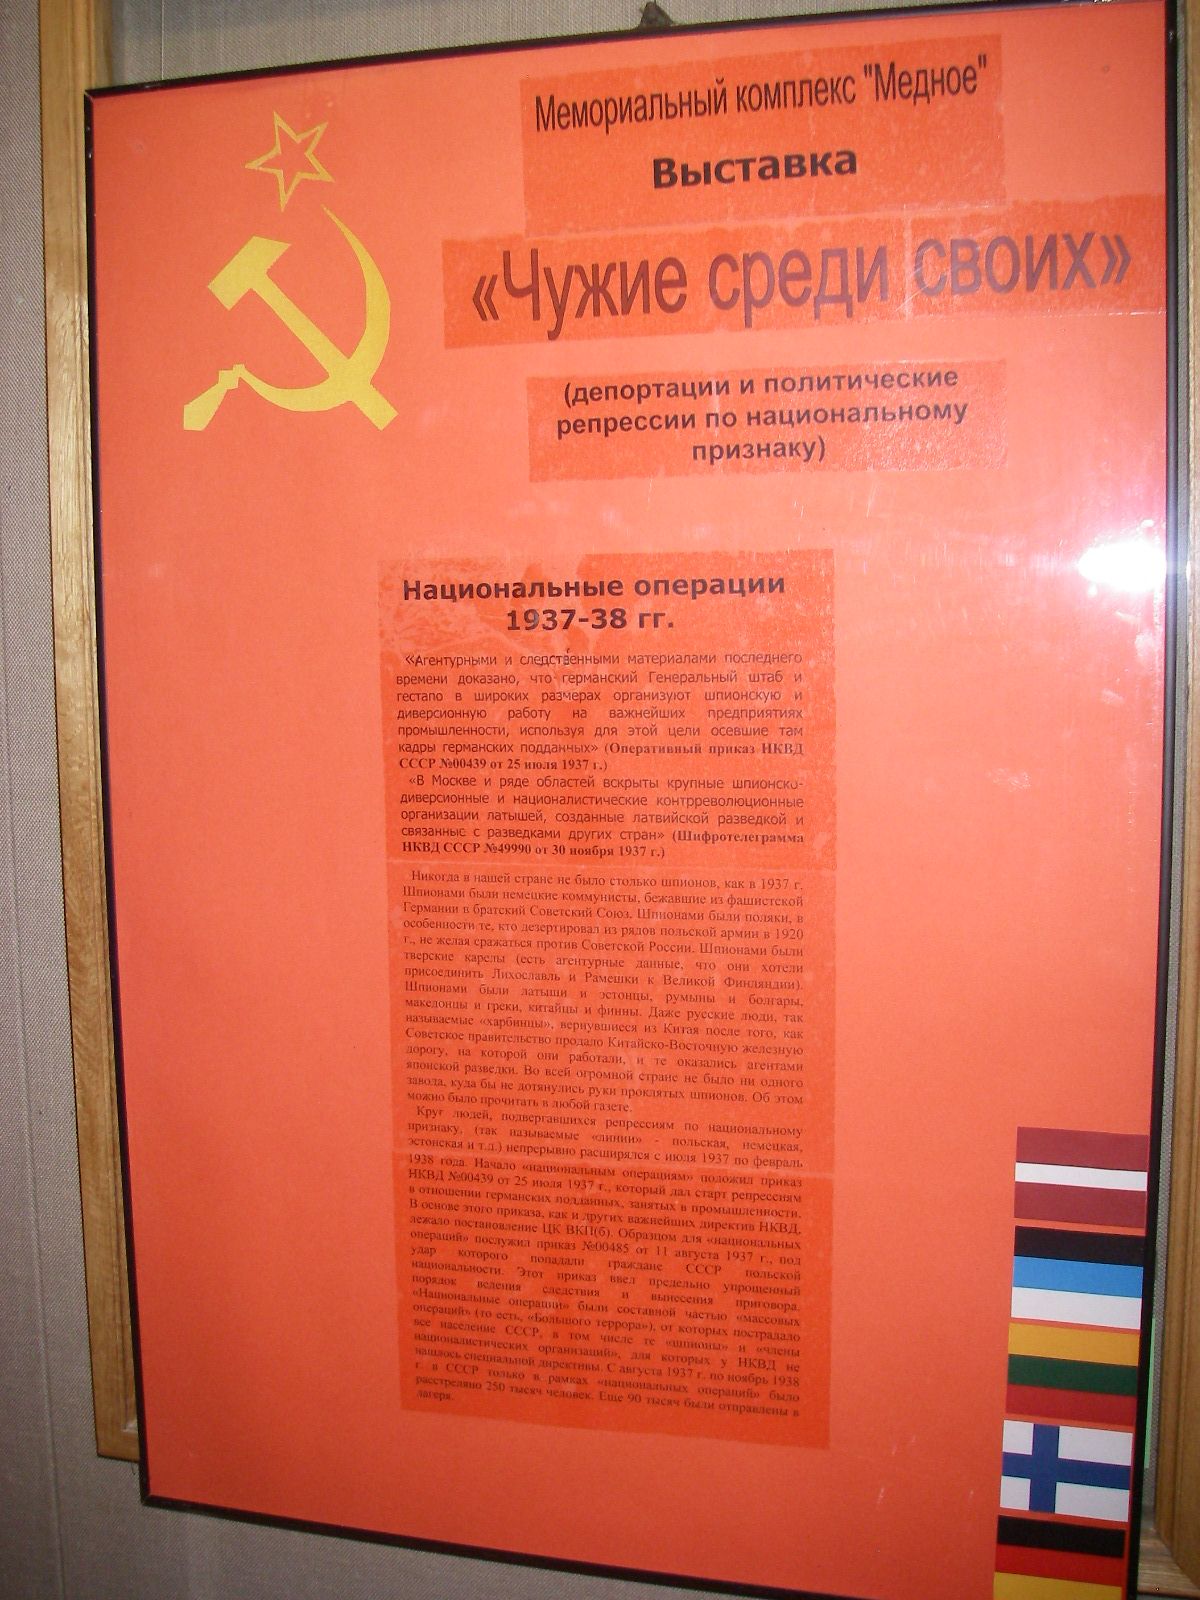 Мемориальный комплекс "Медное"
Выставка
«Чужие среди своих»
(депортации и политические
репрессии по национальному
признаку)
Национальные операции
1937-38 гг.
«Агентурными и следственными материалами последнего
времени доказано, что германский Генеральный штаб и
гестапо в широких размерах организуют шпионскую и
диверсионную работу на важнейших предприятиях
промышленности, используя для этой цели осевшие там
кадры германских подданных» (Оперативный приказ НКВД
СССР №00439 от 25 июля 1937 г.)
«В Москве и ряде областей вскрыты крупные шпионско-
диверсионные и националистические контрреволюционные
организации латышей, созданные латвийской разведкой и
связанные с разведками других стран» (Шифротелеграмма
НКВД СССР №49990 от 30 ноября 1937 г.)
Никогда в нашей стране не было столько шпионов, как в 1937 г.
Шпионами были немецкие коммунисты, бежавшие из фашистской
Германии в братский Советский Союз. Шпионами были поляки, в
особенности те, кто дезертировал из рядов польской армии в 1920
г., не желая сражаться против Советской России. Шпионами были
тверские карелы (есть агентурные данные, что они хотели
присоединить Лихославль и Рамешки к Великой Финляндии).
Шпионами были латыши и эстонцы, румыны и болгары,
македонцы и греки, китайцы и финны. Даже русские люди, так
называемые «харбинцы», вернувшиеся из Китая после того, как
Советское правительство продало Китайско-Восточную железную
дорогу, на которой они работали, и те оказались агентами
японской разведки. Во всей огромной стране не было ни одного
завода, куда бы не дотянулись руки проклятых шпионов. Об этом
можно было прочитать в любой газете.
Круг людей, подвергавшихся репрессиям по национальному
признаку, (так называемые «линии» - польская, немецкая,
эстонская и т.д.) непрерывно расширялся с июля 1937 по февраль
1938 года. Начало «национальным операциям» положил приказ
НКВД №00439 от 25 июля 1937 г., который дал старт репрессиям
в отношении германских подданных, занятых в промышленности.
В основе этого приказа, как и других важнейших директив НКВД,
лежало постановление ЦК ВКП(б). Образцом для «национальных
операций» послужил приказ №00485 от 11 августа 1937 г., под
удар которого попадали граждане СССР польской
национальности. Этот приказ ввел предельно упрощенный
порядок ведения следствия и вынесения приговора.
«Национальные операции» были составной частью «массовых
операций» (то есть, «Большого террора»), от которых пострадало
все население СССР, в том числе те «шпионы» и «члены
националистических организаций», для которых у НКВД не
нашлось специальной директивы. С августа 1937 г. по ноябрь 1938
г. в СССР только в рамках «национальных операций» было
расстреляно 250 тысяч человек. Еще 90 тысяч были отправлены в
лагеря.